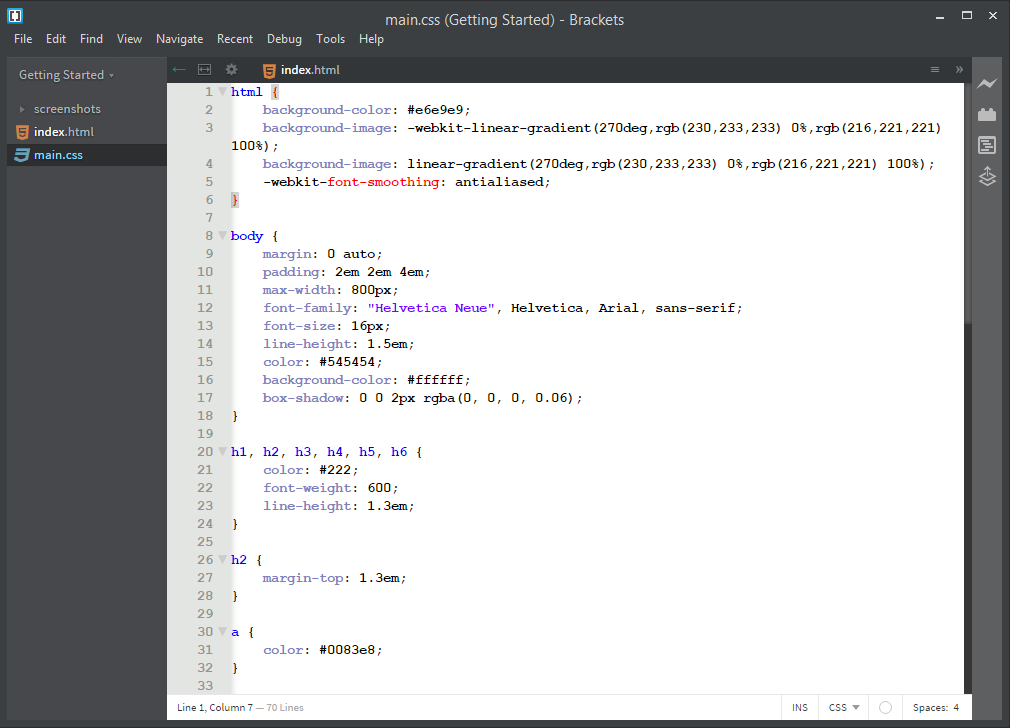 main.css (Getting Started) - Brackets
File Edit Find View Navigate Recent Debug Tools Help
Getting Started
screenshots
index.html
main.css
index.html
1 html {
2 background-color: #e6e9e9;
3 background-image: -webkit-linear-gradient(270deg,rgb(230,233,233) 0%,rgb(216,221,221)
100%);
4 background-image: linear-gradient(270deg,rgb(230,233,233) 0%,rgb(216,221,221) 100%);
5 -webkit-font-smoothing: antialiased;
6 }
7
8 body {
9 margin: 0 auto;
10 padding: 2em 2em 4em;
11 max-width: 800px;
12 font-family: "Helvetica Neue", Helvetica, Arial, sans-serif;
13 font-size: 16px;
14 line-height: 1.5em;
15 color: #545454;
16 background-color: #ffffff;
17 box-shadow: 0 0 2px rgba(0, 0, 0, 0.06);
18 }
19
20 h1, h2, h3, h4, h5, h6 {
21 color: #222;
22 font-weight: 600;
23 line-height: 1.3em;
24 }
25
26 h2 {
27 margin-top: 1.3em;
28 }
29
30 a {
31 color: #0083e8;
32 }
33
Line 1, Column 7 — 70 Lines INS CSS Spaces: 4